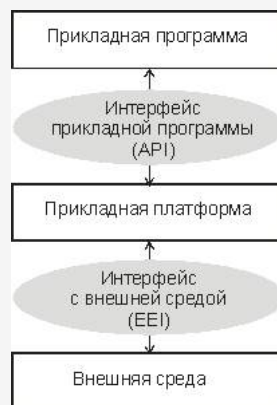 Прикладная программа
Интерфейс
прикладной программы
(API)
Прикладная платформа
Интерфейс
с внешней средой
(EEI)
Внешняя среда